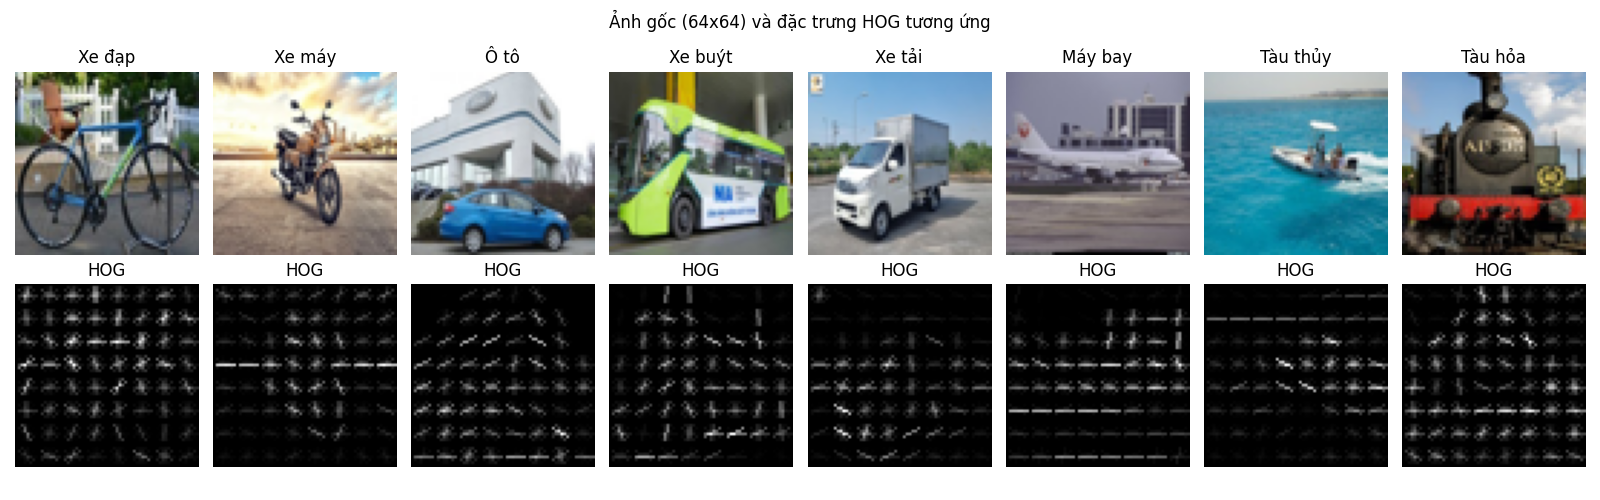 Ảnh gốc (64x64) và đặc trưng HOG tương ứng
Xe đạp
Xe máy
Ô tô
Xe buýt
Xe tải
Máy bay
Tàu thủy
Tàu hỏa
HOG
HOG
HOG
HOG
HOG
HOG
HOG
HOG